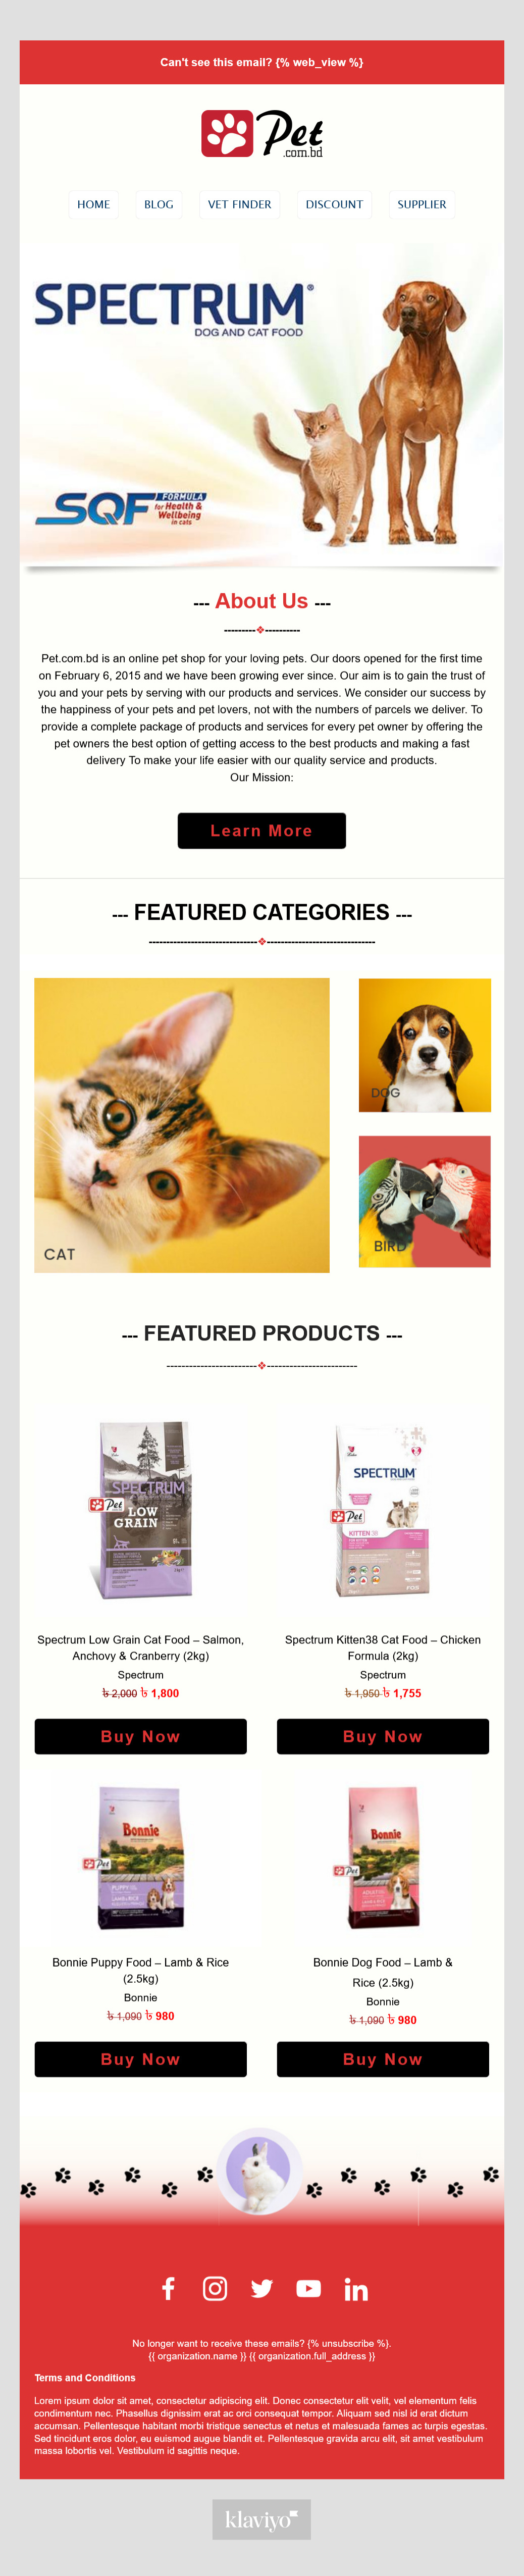 Can't see this email? {% web_view %}
Pet
.com.bd
HOME BLOG VET FINDER DISCOUNT SUPPLIER
SPECTRUM®
DOG AND CAT FOOD
SQF FORMULA
for Health &
Wellbeing
in cats
--- About Us ---
---------❖----------
Pet.com.bd is an online pet shop for your loving pets. Our doors opened for the first time
on February 6, 2015 and we have been growing ever since. Our aim is to gain the trust of
you and your pets by serving with our products and services. We consider our success by
the happiness of your pets and pet lovers, not with the numbers of parcels we deliver. To
provide a complete package of products and services for every pet owner by offering the
pet owners the best option of getting access to the best products and making a fast
delivery To make your life easier with our quality service and products.
Our Mission:
Learn More
--- FEATURED CATEGORIES ---
-------------------------------❖-------------------------------
CAT
DOG
BIRD
--- FEATURED PRODUCTS ---
------------------------❖------------------------
SPECTRUM
Pet
LOW
GRAIN
SPECTRUM
Pet
KITTEN 38
Spectrum Low Grain Cat Food – Salmon,
Anchovy & Cranberry (2kg)
Spectrum
৳ 2,000 ৳ 1,800
Buy Now
Spectrum Kitten38 Cat Food – Chicken
Formula (2kg)
Spectrum
৳ 1,950 ৳ 1,755
Buy Now
Bonnie
Pet
PUPPY
LAMB & RICE
Bonnie
Pet
ADULT
LAMB & RICE
Bonnie Puppy Food – Lamb & Rice
(2.5kg)
Bonnie
৳ 1,090 ৳ 980
Buy Now
Bonnie Dog Food – Lamb &
Rice (2.5kg)
Bonnie
৳ 1,090 ৳ 980
Buy Now
No longer want to receive these emails? {% unsubscribe %}.
{{ organization.name }} {{ organization.full_address }}
Terms and Conditions
Lorem ipsum dolor sit amet, consectetur adipiscing elit. Donec consectetur elit velit, vel elementum felis
condimentum nec. Phasellus dignissim erat ac orci consequat tempor. Aliquam sed nisl id erat dictum
accumsan. Pellentesque habitant morbi tristique senectus et netus et malesuada fames ac turpis egestas.
Sed tincidunt eros dolor, eu euismod augue blandit et. Pellentesque gravida arcu elit, sit amet vestibulum
massa lobortis vel. Vestibulum id sagittis neque.
klaviyo